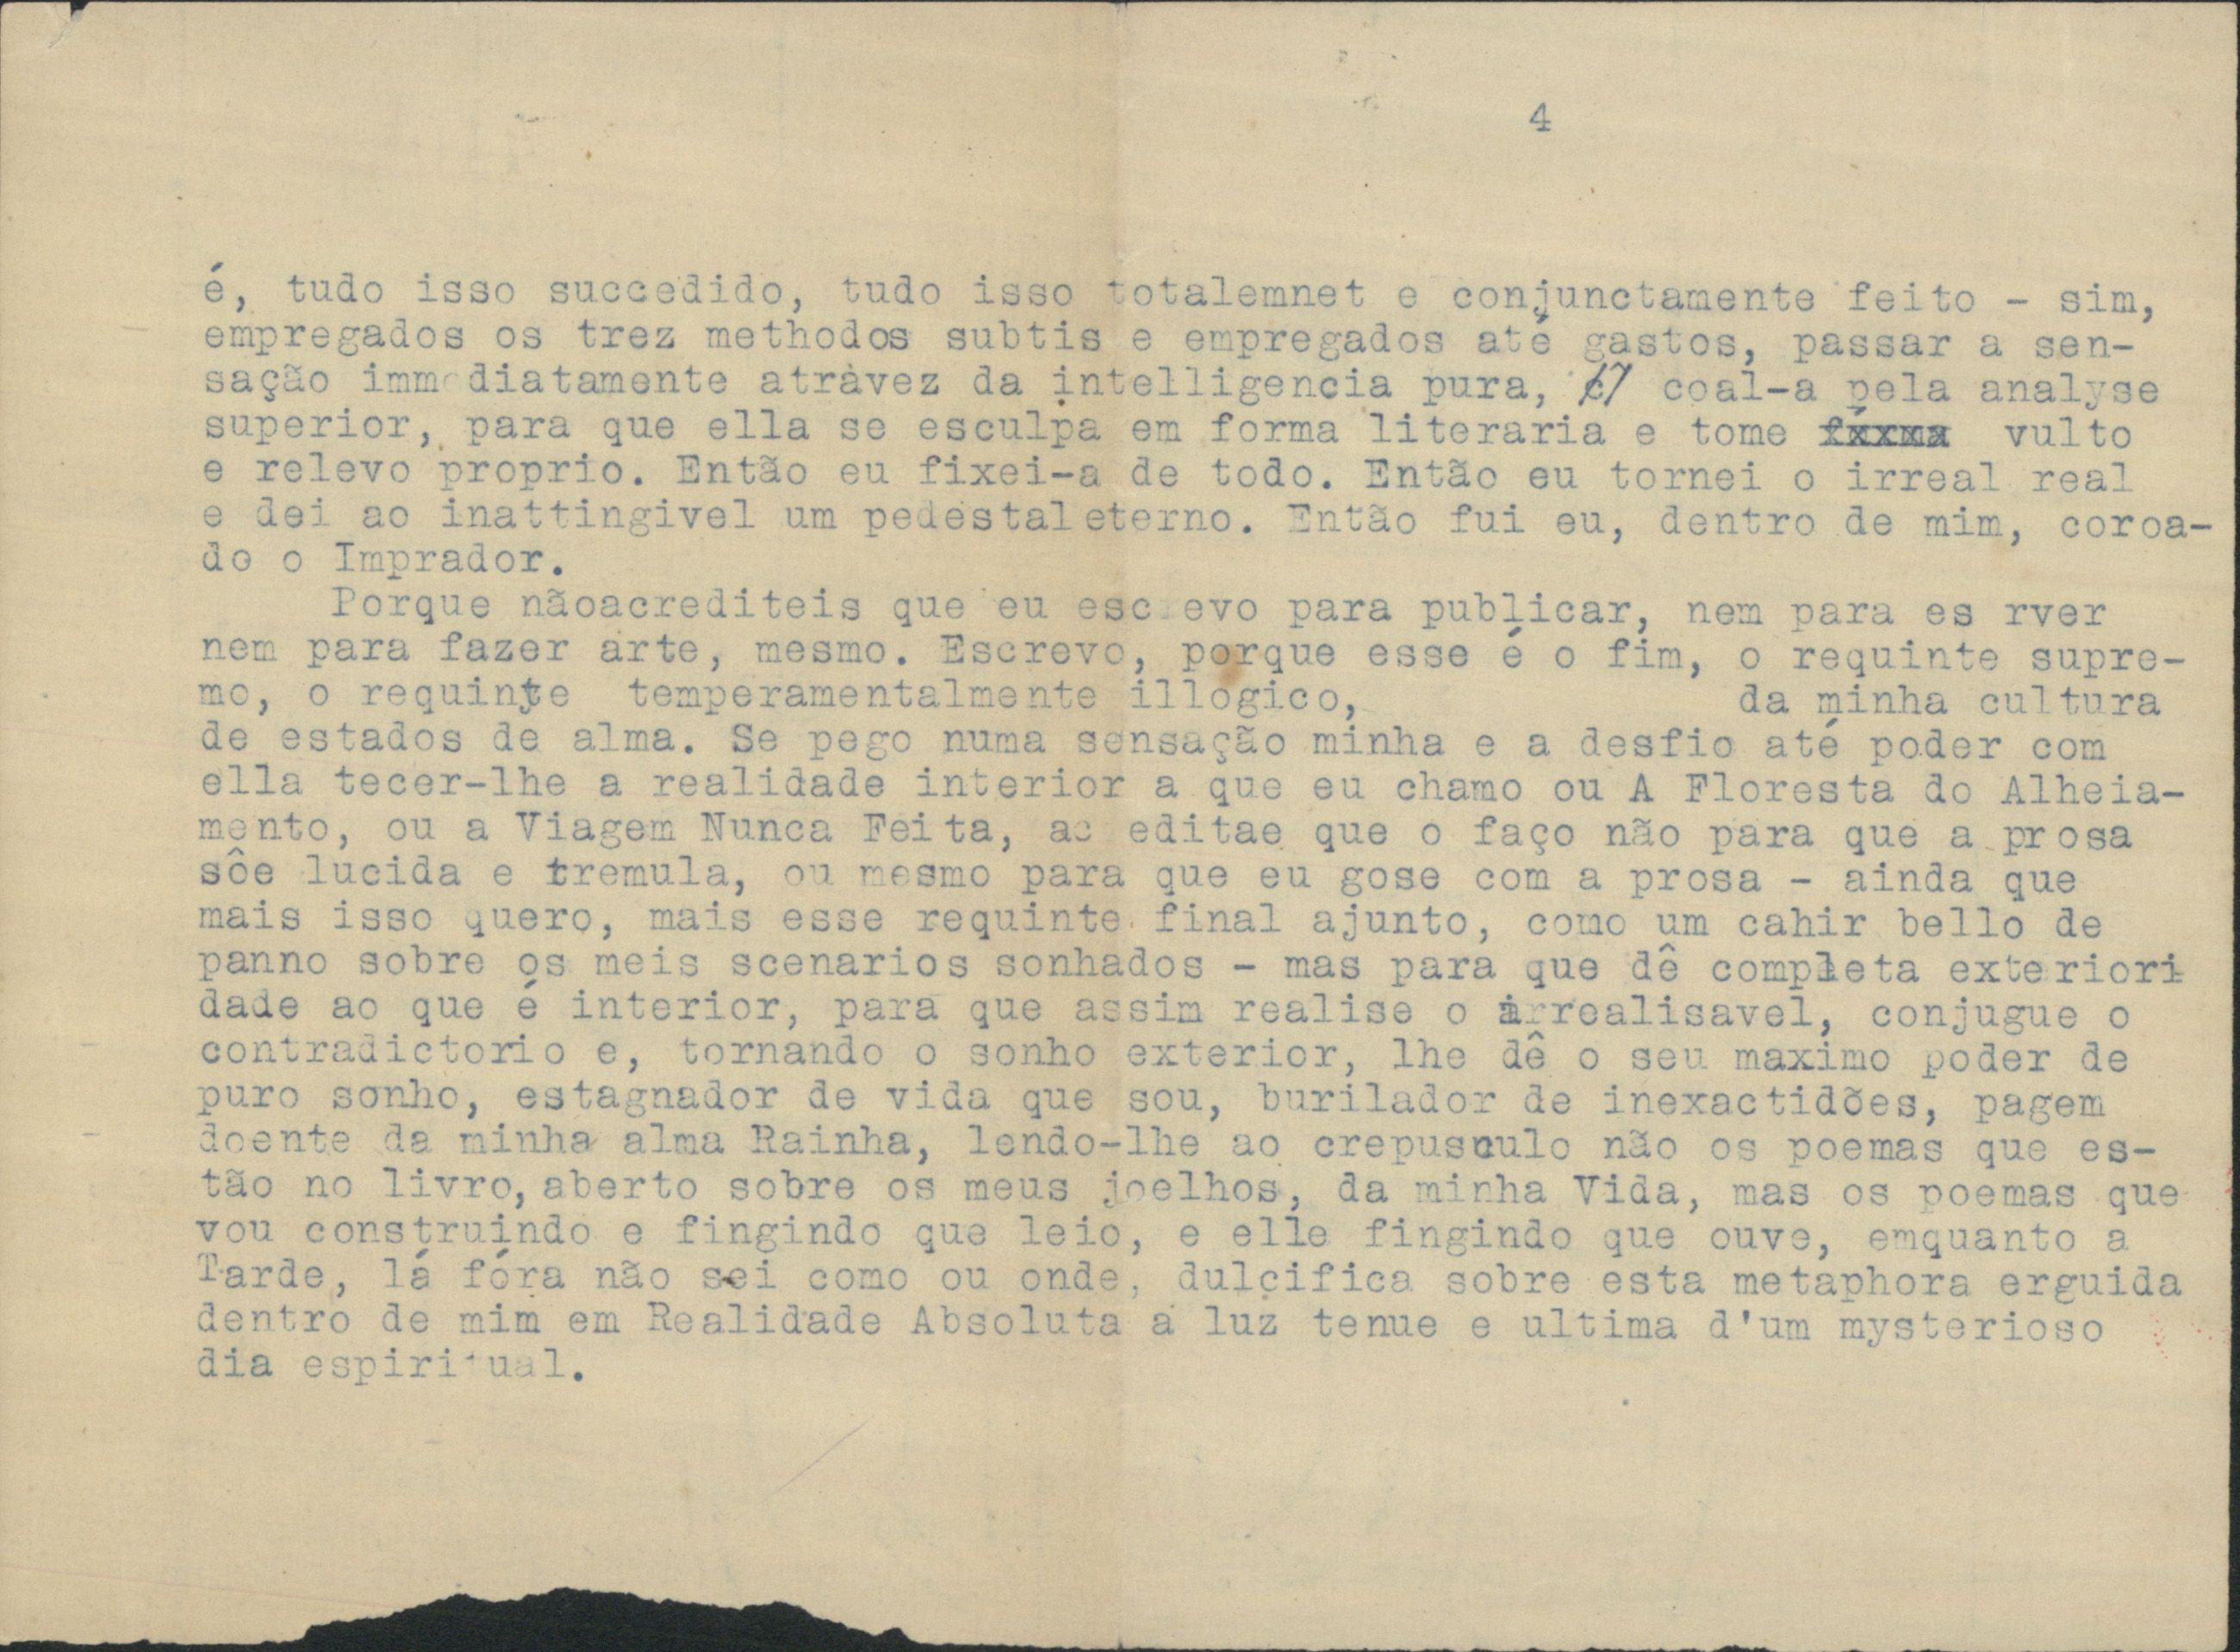 4
é, tudo isso succedido, tudo isso totalemnet e conjunctamente feito - sim,
empregados os trez methodos subtis e empregados até gastos, passar a sen-
sação immediatamente atràvez da intelligencia pura, coal-a pela analyse
superior, para que ella se esculpa em forma literaria e tome vulto
e relevo proprio. Então eu fixei-a de todo. Então eu tornei o irreal real
e dei ao inattingivel um pedestal eterno. Então fui eu, dentro de mim, coroa-
do o Imprador.
Porque nãoacrediteis que eu esc evo para publicar, nem para es rver
nem para fazer arte, mesmo. Escrevo, porque esse é o fim, o requinte supre-
mo, o requinte temperamentalmente illogico, da minha cultura
de estados de alma. Se pego numa sensação minha e a desfio até poder com
ella tecer-lhe a realidade interior a que eu chamo ou A Floresta do Alheia-
mento, ou a Viagem Nunca Feita, ac editae que o faço não para que a prosa
sôe lucida e tremula, ou mesmo para que eu gose com a prosa - ainda que
mais isso quero, mais esse requinte final ajunto, como um cahir bello de
panno sobre os meis scenarios sonhados - mas para que dê completa exteriori-
dade ao que é interior, para que assim realise o irrealisavel, conjugue o
contradictorio e, tornando o sonho exterior, lhe dê o seu maximo poder de
puro sonho, estagnador de vida que sou, burilador de inexactidões, pagem
doente da minha alma Rainha, lendo-lhe ao crepusculo não os poemas que es-
tão no livro, aberto sobre os meus joelhos, da minha Vida, mas os poemas que
vou construindo e fingindo que leio, e elle fingindo que ouve, emquanto a
Tarde, lá fóra não sei como ou onde, dulcifica sobre esta metaphora erguida
dentro de mim em Realidade Absoluta a luz tenue e ultima d'um mysterioso
dia espiritual.